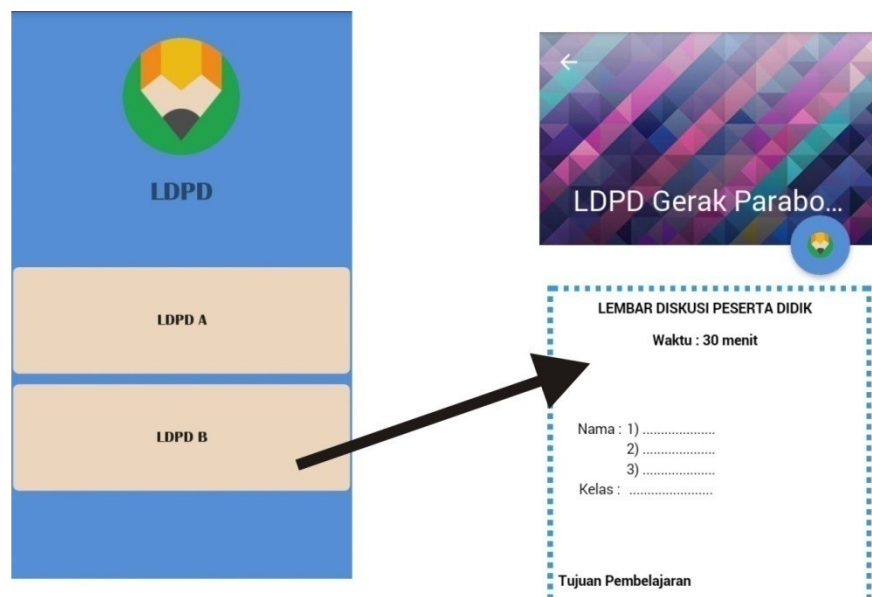 LDPD
LDPD A
LDPD B
LDPD Gerak Parabo...
LEMBAR DISKUSI PESERTA DIDIK
Waktu : 30 menit
Nama : 1) ....................
2) ....................
3) ....................
Kelas : .......................
Tujuan Pembelajaran